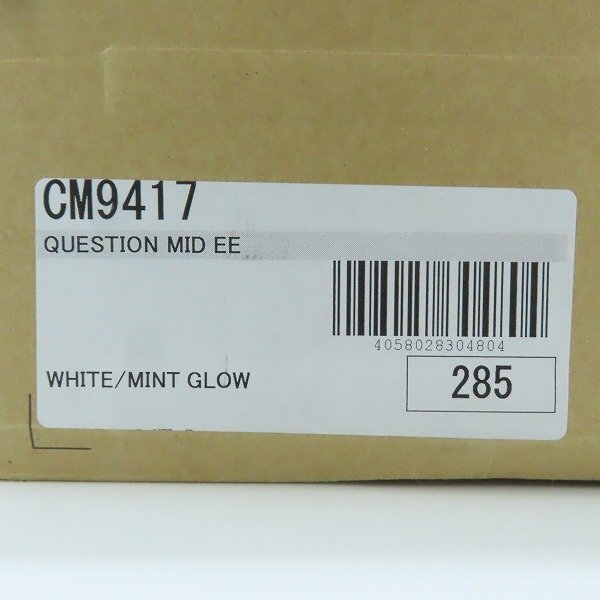 CM9417
QUESTION MID EE
4058028304804
WHITE/MINT GLOW
285